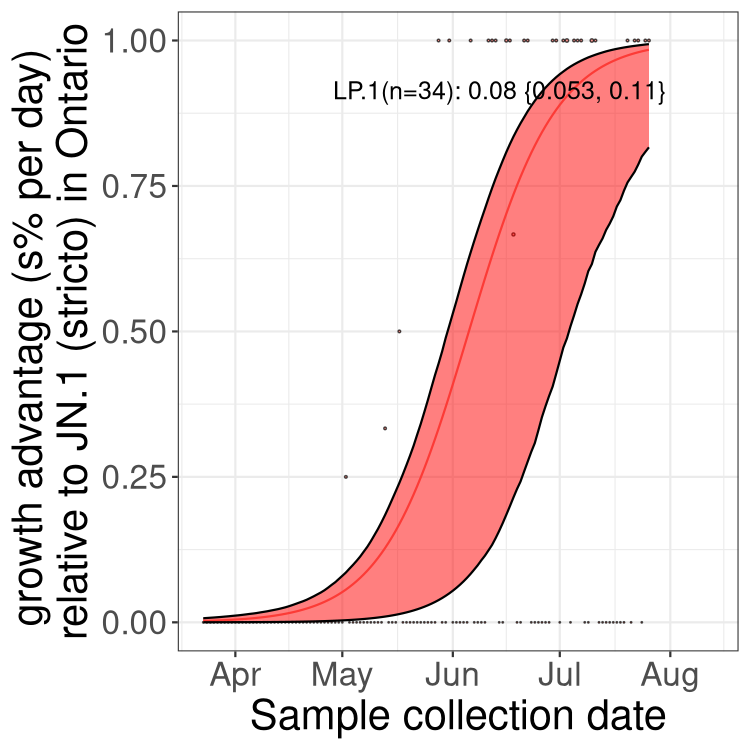 growth advantage (s% per day)
relative to JN.1 (stricto) in Ontario
1.00
0.75
0.50
0.25
0.00
LP.1(n=34): 0.08 {0.053, 0.11}
Apr May Jun Jul Aug
Sample collection date